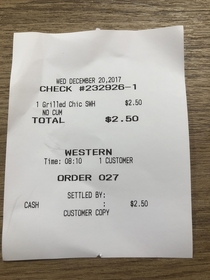 WED DECEMBER 20,2017
CHECK #232926-1
1 Grilled Chic SWH $2.50
NO CUM
TOTAL $2.50
WESTERN
Time: 08:10 1 CUSTOMER
ORDER 027
SETTLED BY:
CASH : $2.50
CUSTOMER COPY